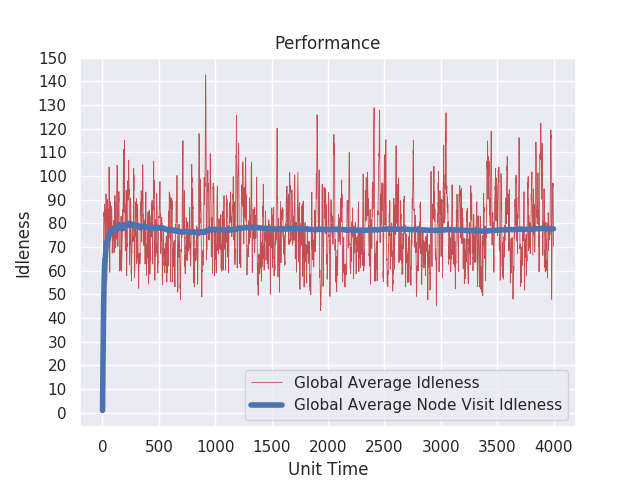 Performance
150
140
130
120
110
100
90
80
70
60
50
40
30
20
10
0
Idleness
Global Average Idleness
Global Average Node Visit Idleness
0 500 1000 1500 2000 2500 3000 3500 4000
Unit Time